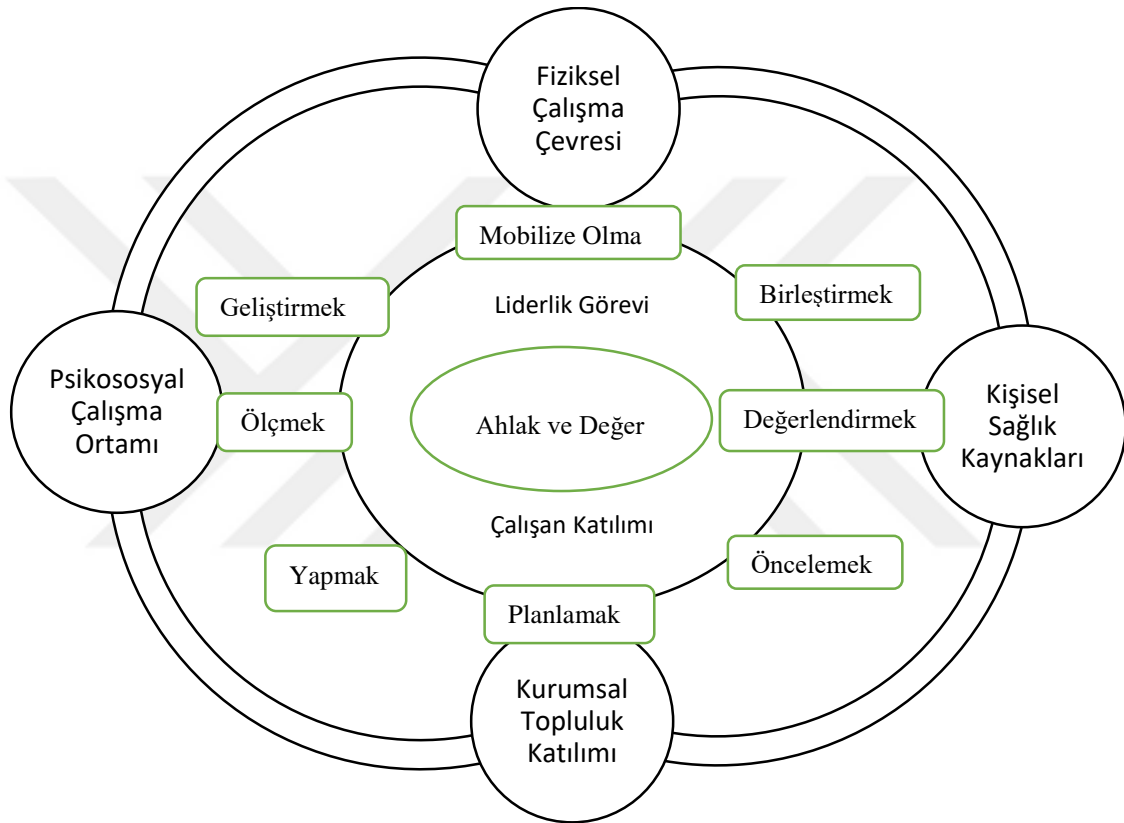 Fiziksel
Çalışma
Çevresi
Mobilize Olma
Geliştirmek
Birleştirmek
Liderlik Görevi
Psikososyal
Çalışma
Ortamı
Ölçmek
Ahlak ve Değer
Değerlendirmek
Kişisel
Sağlık
Kaynakları
Çalışan Katılımı
Yapmak
Öncelemek
Planlamak
Kurumsal
Topluluk
Katılımı